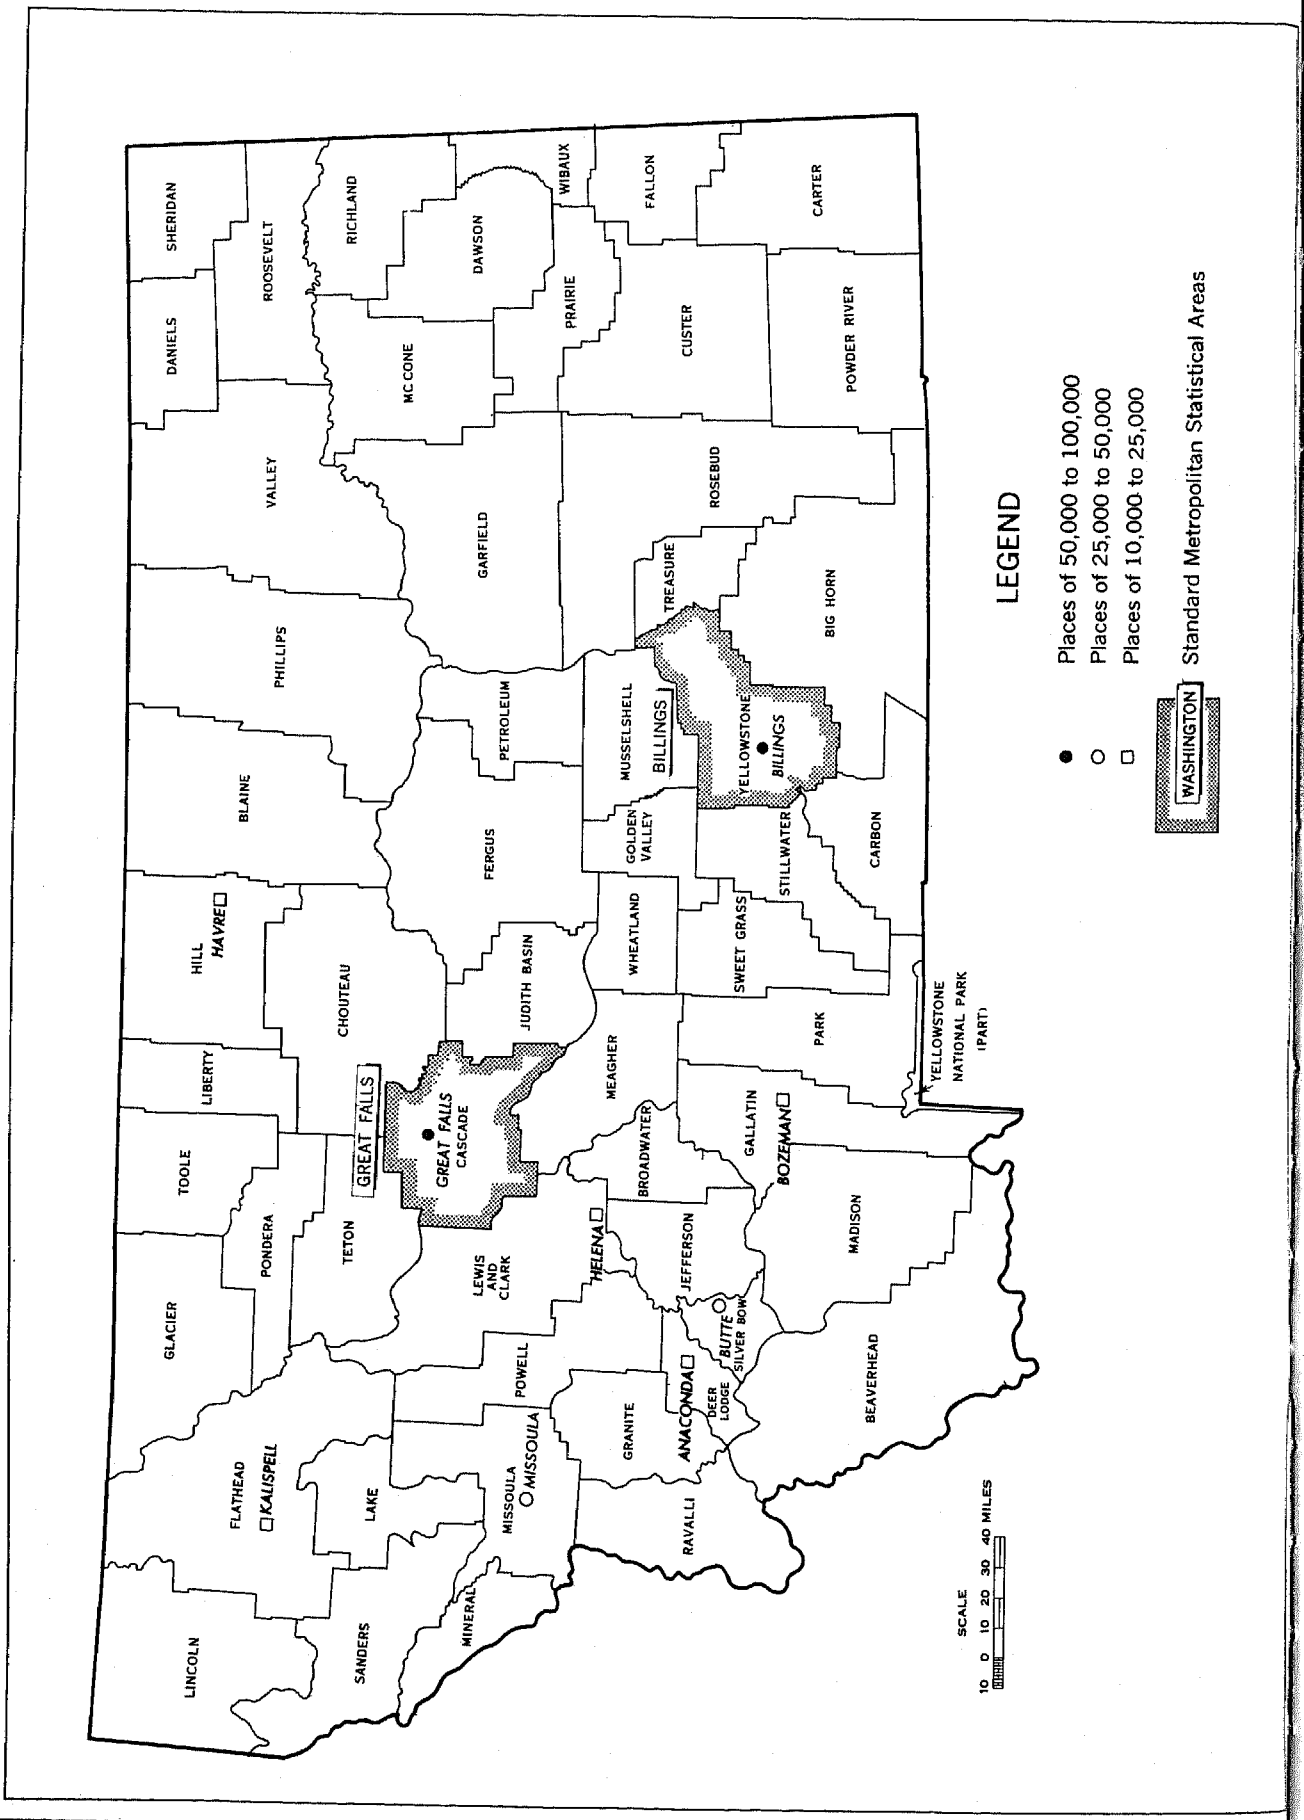 LINCOLN
FLATHEAD
KALISPELL
GLACIER
TOOLE
LIBERTY
HILL
HAVRE
BLAINE
PHILLIPS
VALLEY
DANIELS
SHERIDAN
ROOSEVELT
SANDERS
LAKE
PONDERA
TETON
GREAT FALLS
CHOUTEAU
MC CONE
RICHLAND
MINERAL
MISSOULA
MISSOULA
POWELL
LEWIS
AND
CLARK
GREAT FALLS
CASCADE
JUDITH BASIN
FERGUS
PETROLEUM
GARFIELD
DAWSON
WIBAUX
PRAIRIE
RAVALLI
GRANITE
ANACONDA
DEER
LODGE
BUTTE
SILVER BOW
HELENA
JEFFERSON
BROADWATER
MEAGHER
WHEATLAND
GOLDEN
VALLEY
MUSSELSHELL
BILLINGS
TREASURE
ROSEBUD
CUSTER
FALLON
BEAVERHEAD
MADISON
GALLATIN
BOZEMAN
PARK
SWEET GRASS
STILLWATER
CARBON
YELLOWSTONE
BILLINGS
BIG HORN
POWDER RIVER
CARTER
YELLOWSTONE
NATIONAL PARK
(PART)
SCALE
10 0 10 20 30 40 MILES
LEGEND
Places of 50,000 to 100,000
Places of 25,000 to 50,000
Places of 10,000 to 25,000
WASHINGTON Standard Metropolitan Statistical Areas